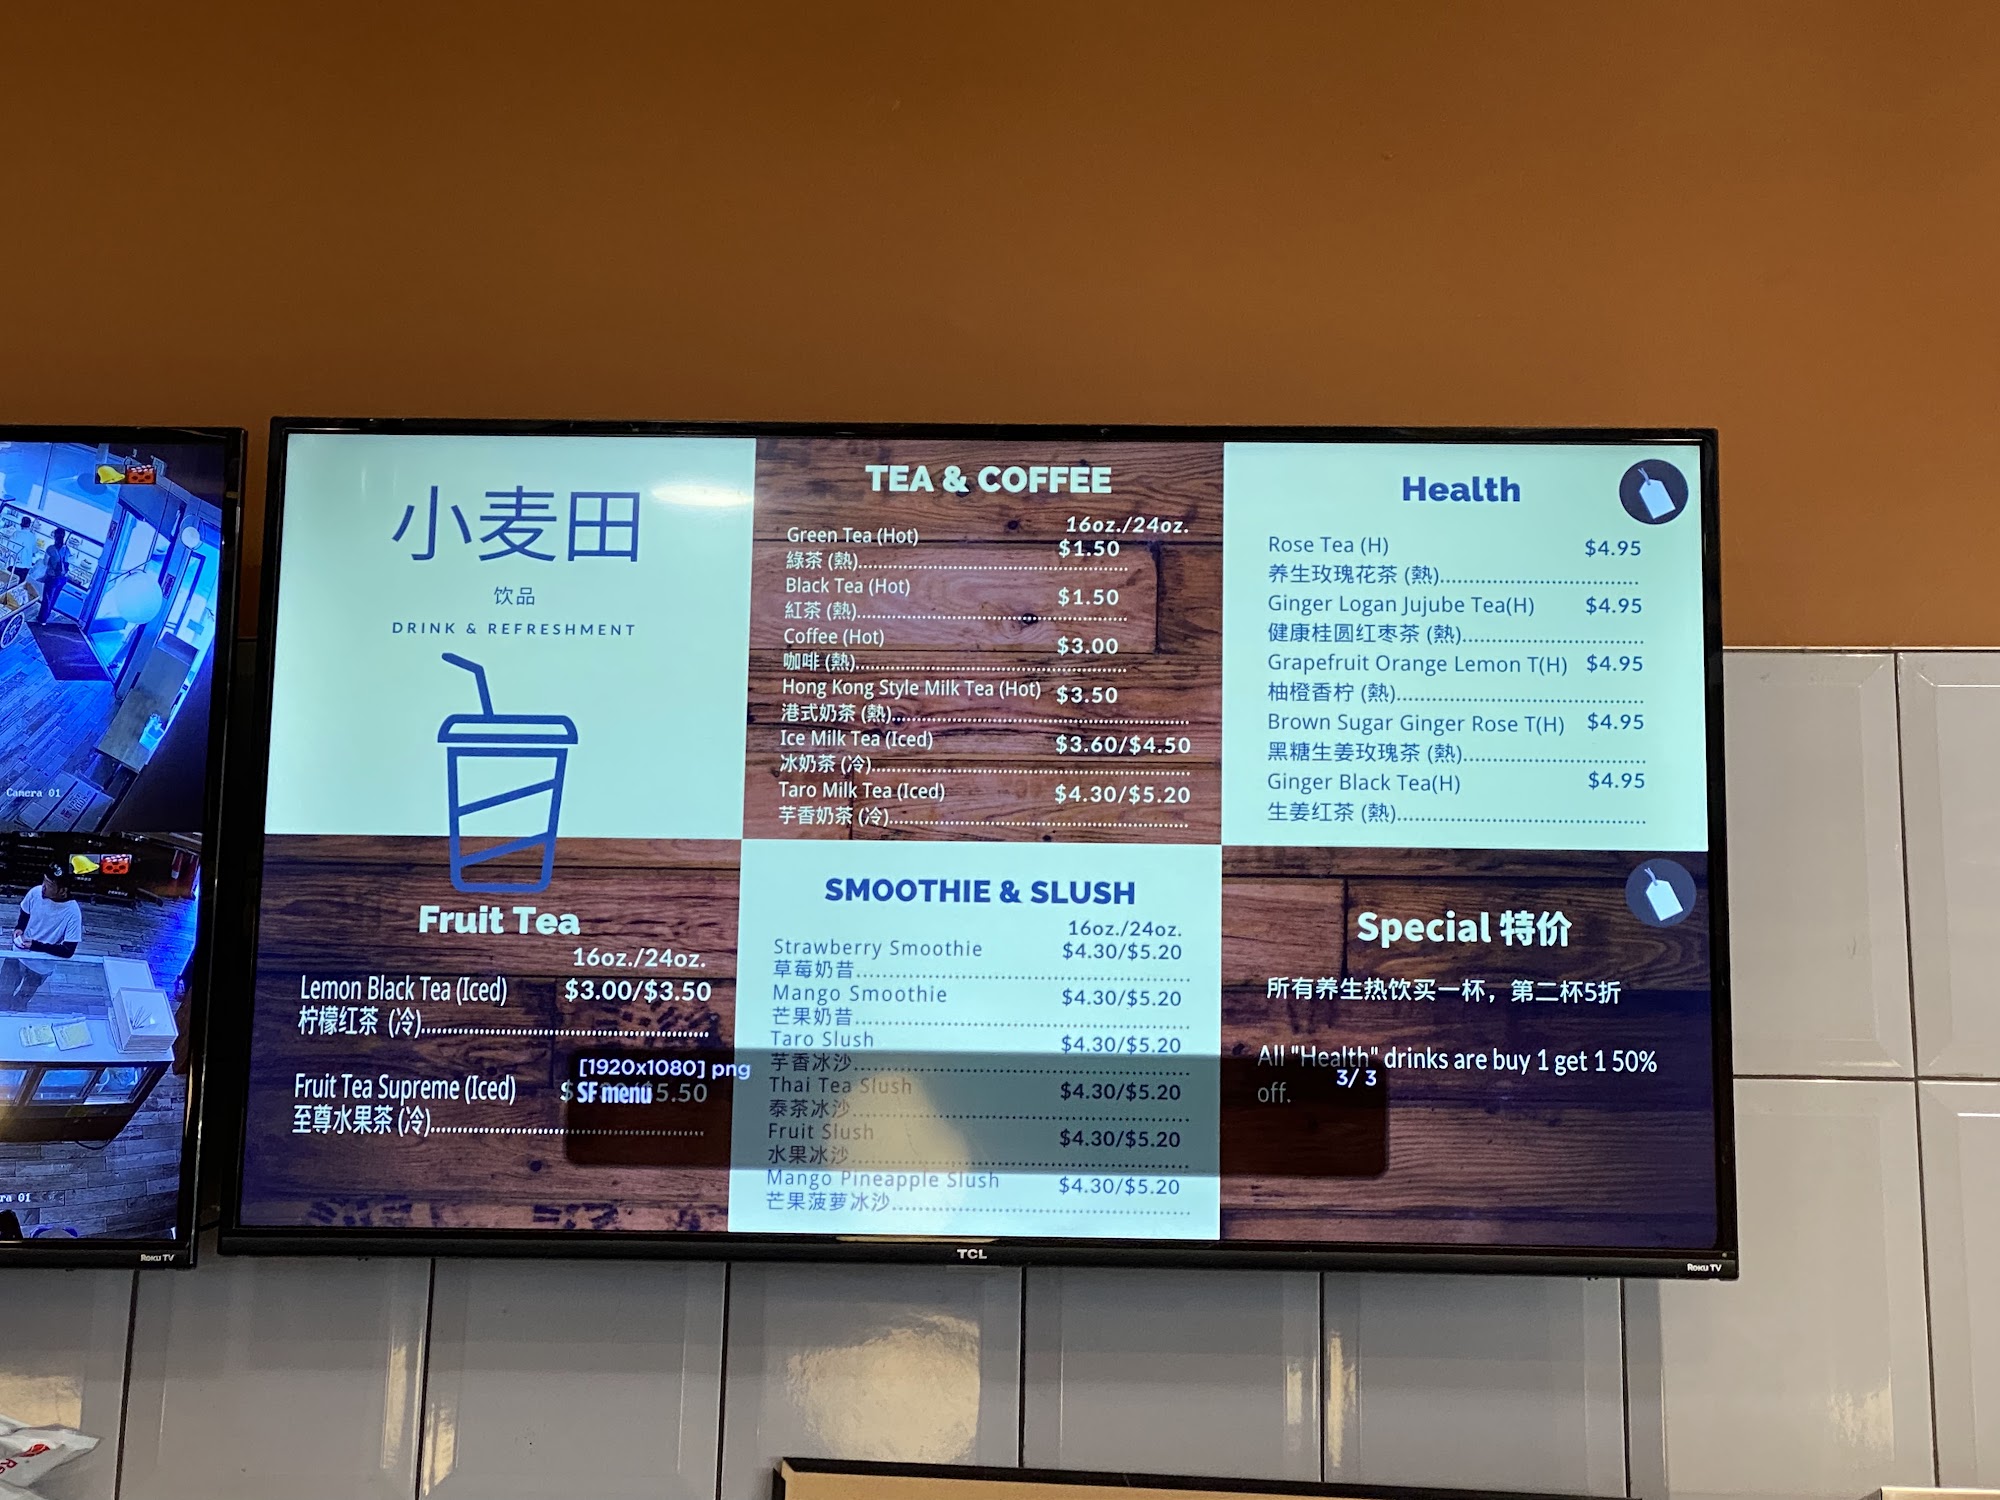 小麦田
饮品
DRINK & REFRESHMENT
TEA & COFFEE
16oz./24oz.
Green Tea (Hot) $1.50
綠茶 (熱)
Black Tea (Hot) $1.50
紅茶 (熱)
Coffee (Hot) $3.00
咖啡 (熱)
Hong Kong Style Milk Tea (Hot) $3.50
港式奶茶 (熱)
Ice Milk Tea (Iced) $3.60/$4.50
冰奶茶 (冷)
Taro Milk Tea (Iced) $4.30/$5.20
芋香奶茶 (冷)
Health
Rose Tea (H) $4.95
养生玫瑰花茶 (熱)
Ginger Logan Jujube Tea(H) $4.95
健康桂圆红枣茶 (熱)
Grapefruit Orange Lemon T(H) $4.95
柚橙香柠 (熱)
Brown Sugar Ginger Rose T(H) $4.95
黑糖生姜玫瑰茶 (熱)
Ginger Black Tea(H) $4.95
生姜红茶 (熱)
Fruit Tea
16oz./24oz.
Lemon Black Tea (Iced) $3.00/$3.50
柠檬红茶 (冷)
Fruit Tea Supreme (Iced) 5.50
至尊水果茶 (冷)
[1920x1080] png
SF menu
SMOOTHIE & SLUSH
16oz./24oz.
Strawberry Smoothie $4.30/$5.20
草莓奶昔
Mango Smoothie $4.30/$5.20
芒果奶昔
Taro Slush $4.30/$5.20
芋香冰沙
Thai Tea Slush $4.30/$5.20
泰茶冰沙
Fruit Slush $4.30/$5.20
水果冰沙
Mango Pineapple Slush $4.30/$5.20
芒果菠萝冰沙
Special 特价
所有养生热饮买一杯，第二杯5折
All "Health" drinks are buy 1 get 1 50%
off.
3/ 3
TCL
Roku TV
Camera 01
ra 01
Roku TV